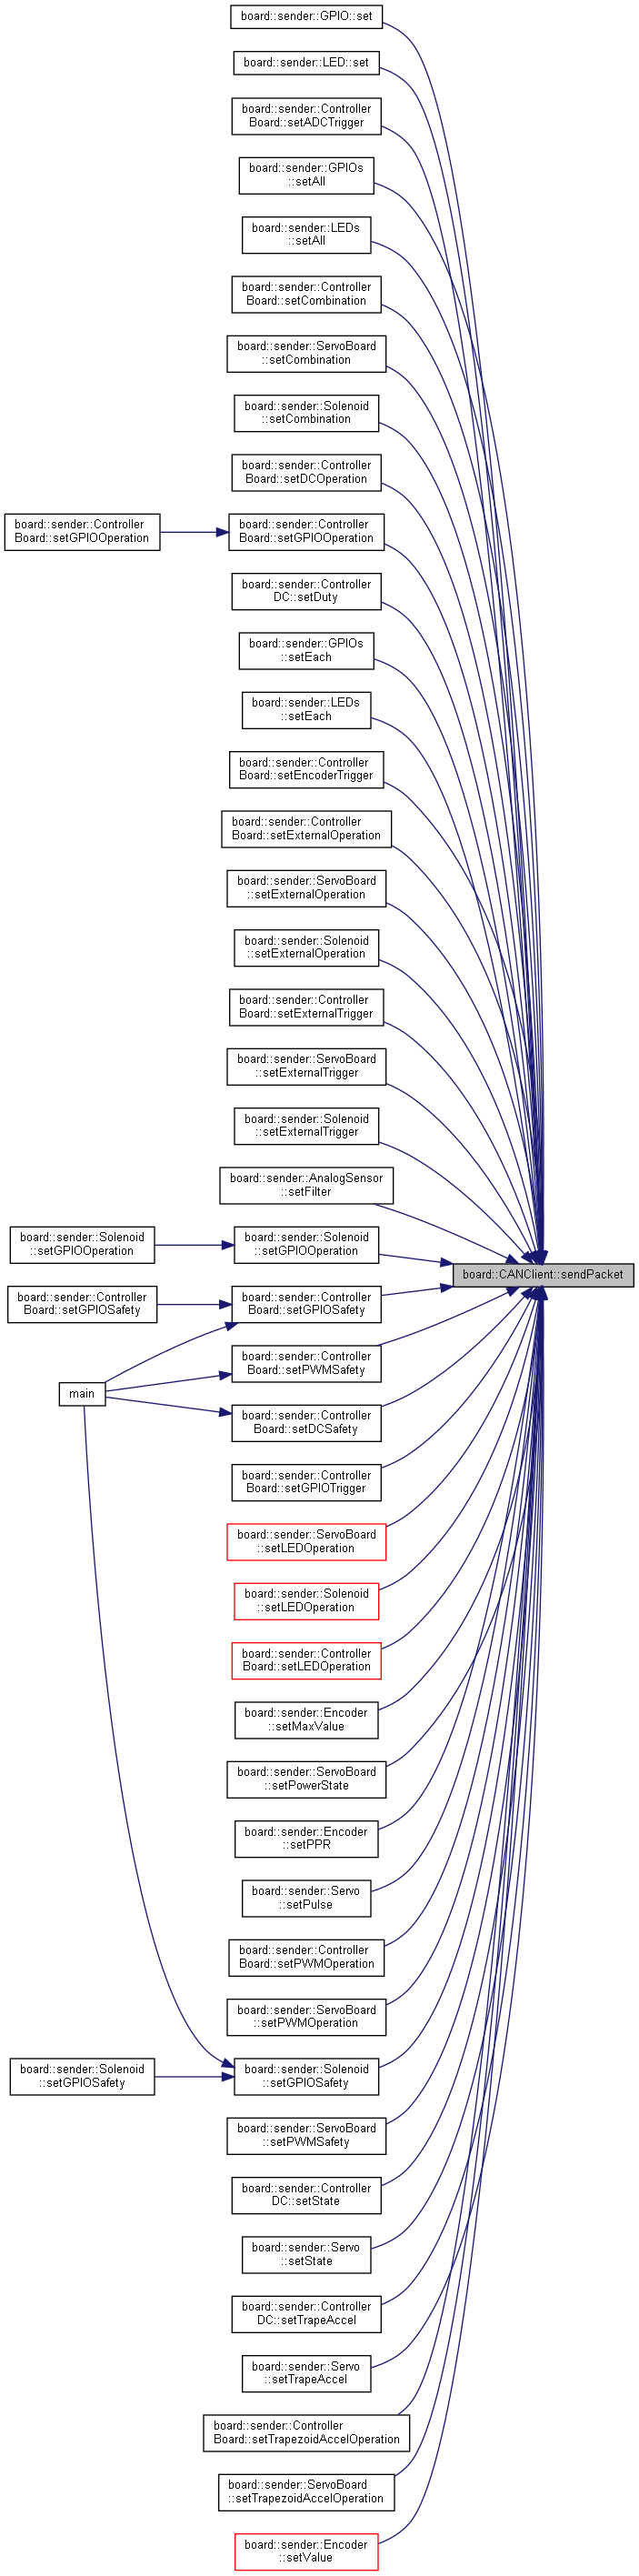 board::sender::GPIO::set
board::sender::LED::set
board::sender::Controller
Board::setADCTrigger
board::sender::GPIOs
::setAll
board::sender::LEDs
::setAll
board::sender::Controller
Board::setCombination
board::sender::ServoBoard
::setCombination
board::sender::Solenoid
::setCombination
board::sender::Controller
Board::setDCOperation
board::sender::Controller
Board::setGPIOOperation
board::sender::Controller
Board::setGPIOOperation
board::sender::Controller
DC::setDuty
board::sender::GPIOs
::setEach
board::sender::LEDs
::setEach
board::sender::Controller
Board::setEncoderTrigger
board::sender::Controller
Board::setExternalOperation
board::sender::ServoBoard
::setExternalOperation
board::sender::Solenoid
::setExternalOperation
board::sender::Controller
Board::setExternalTrigger
board::sender::ServoBoard
::setExternalTrigger
board::sender::Solenoid
::setExternalTrigger
board::sender::AnalogSensor
::setFilter
board::sender::Solenoid
::setGPIOOperation
board::sender::Solenoid
::setGPIOOperation
board::CANClient::sendPacket
board::sender::Controller
Board::setGPIOSafety
board::sender::Controller
Board::setGPIOSafety
board::sender::Controller
Board::setPWMSafety
main
board::sender::Controller
Board::setDCSafety
board::sender::Controller
Board::setGPIOTrigger
board::sender::ServoBoard
::setLEDOperation
board::sender::Solenoid
::setLEDOperation
board::sender::Controller
Board::setLEDOperation
board::sender::Encoder
::setMaxValue
board::sender::ServoBoard
::setPowerState
board::sender::Encoder
::setPPR
board::sender::Servo
::setPulse
board::sender::Controller
Board::setPWMOperation
board::sender::ServoBoard
::setPWMOperation
board::sender::Solenoid
::setGPIOSafety
board::sender::Solenoid
::setGPIOSafety
board::sender::ServoBoard
::setPWMSafety
board::sender::Controller
DC::setState
board::sender::Servo
::setState
board::sender::Controller
DC::setTrapeAccel
board::sender::Servo
::setTrapeAccel
board::sender::Controller
Board::setTrapezoidAccelOperation
board::sender::ServoBoard
::setTrapezoidAccelOperation
board::sender::Encoder
::setValue